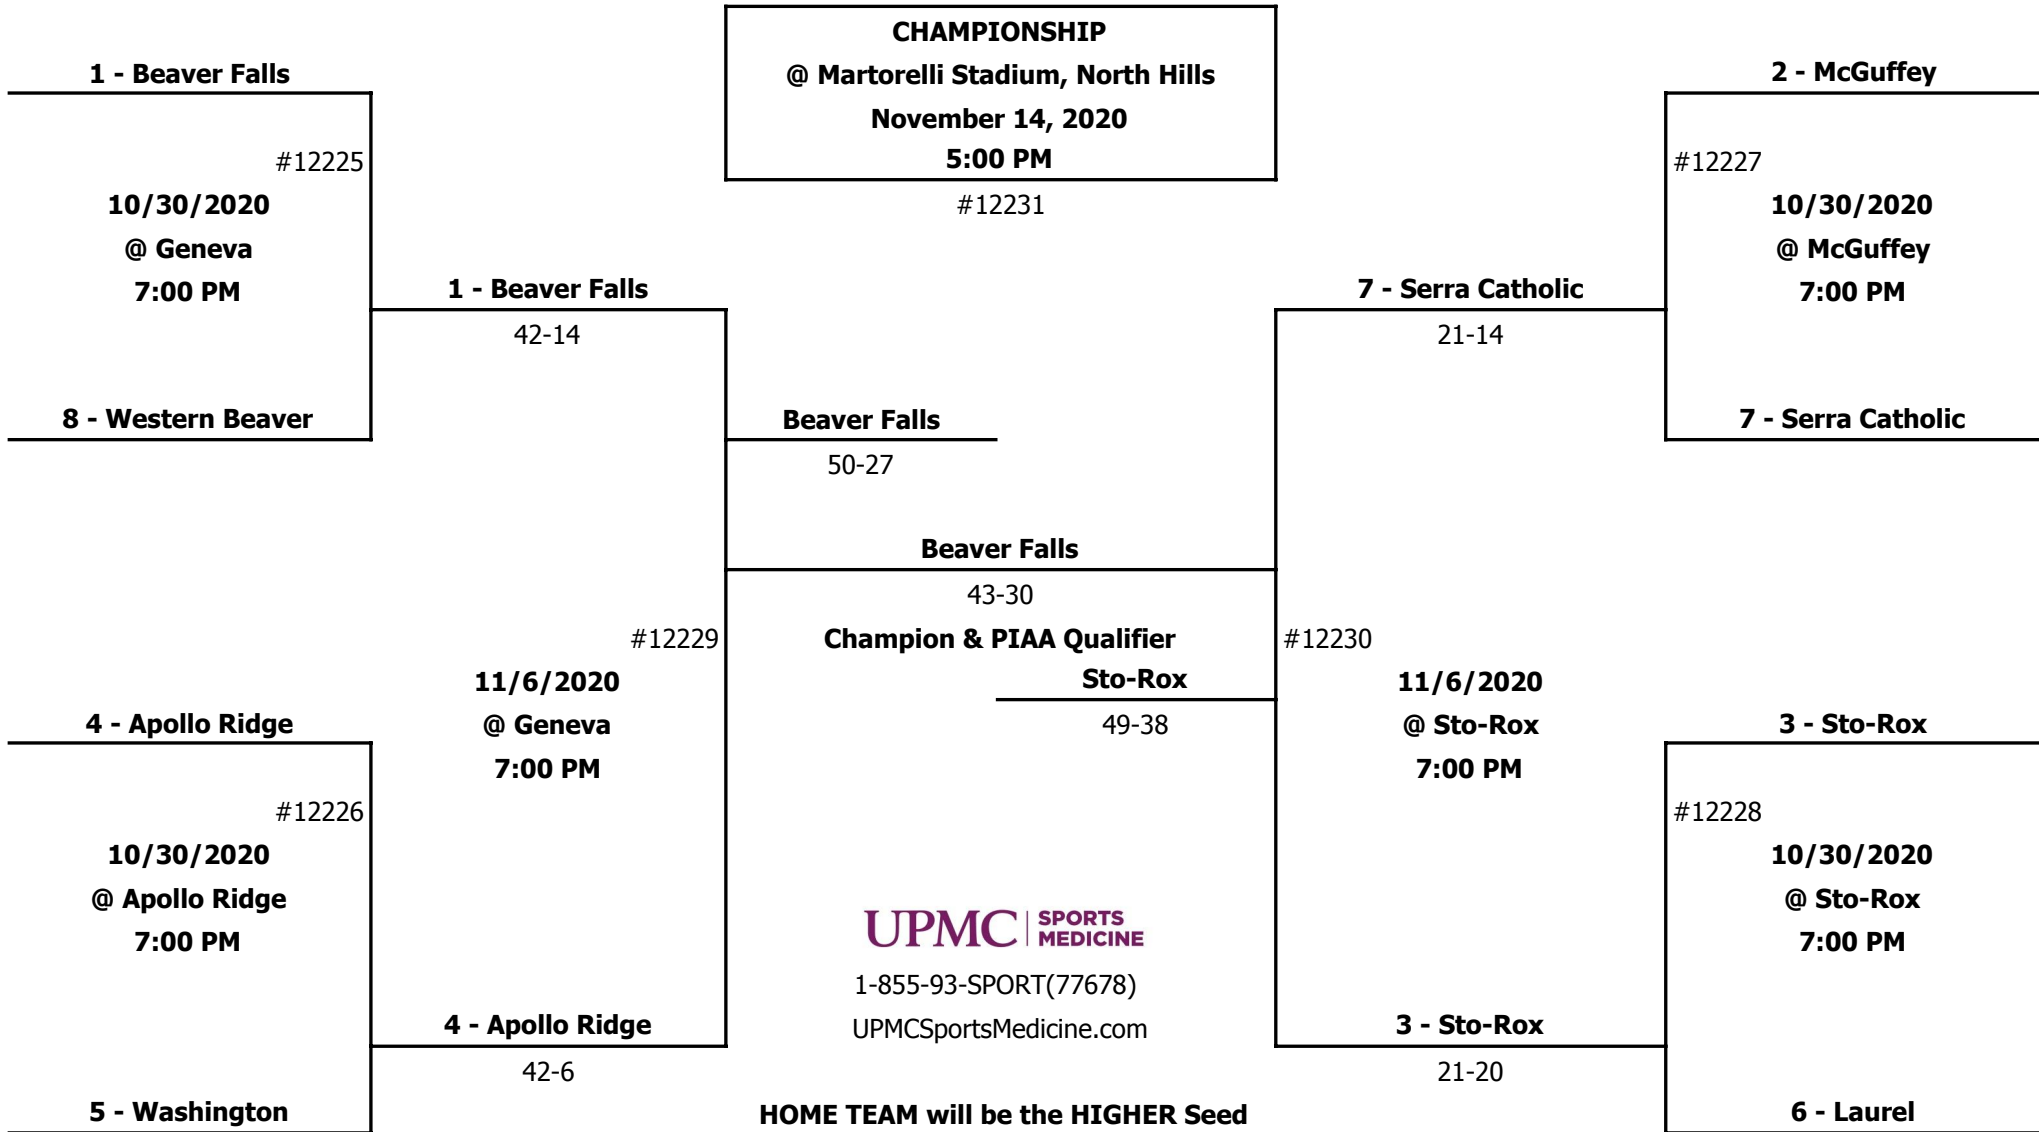 CHAMPIONSHIP
@ Martorelli Stadium, North Hills
November 14, 2020
5:00 PM
#12231
1 - Beaver Falls
#12225
10/30/2020
@ Geneva
7:00 PM
8 - Western Beaver
1 - Beaver Falls
42-14
4 - Apollo Ridge
#12226
10/30/2020
@ Apollo Ridge
7:00 PM
5 - Washington
4 - Apollo Ridge
42-6
#12229
11/6/2020
@ Geneva
7:00 PM
Beaver Falls
50-27
Beaver Falls
43-30
Champion & PIAA Qualifier
Sto-Rox
49-38
#12230
11/6/2020
@ Sto-Rox
7:00 PM
7 - Serra Catholic
21-14
2 - McGuffey
#12227
10/30/2020
@ McGuffey
7:00 PM
7 - Serra Catholic
3 - Sto-Rox
#12228
10/30/2020
@ Sto-Rox
7:00 PM
6 - Laurel
3 - Sto-Rox
21-20
UPMC SPORTS
MEDICINE
1-855-93-SPORT(77678)
UPMCSportsMedicine.com
HOME TEAM will be the HIGHER Seed